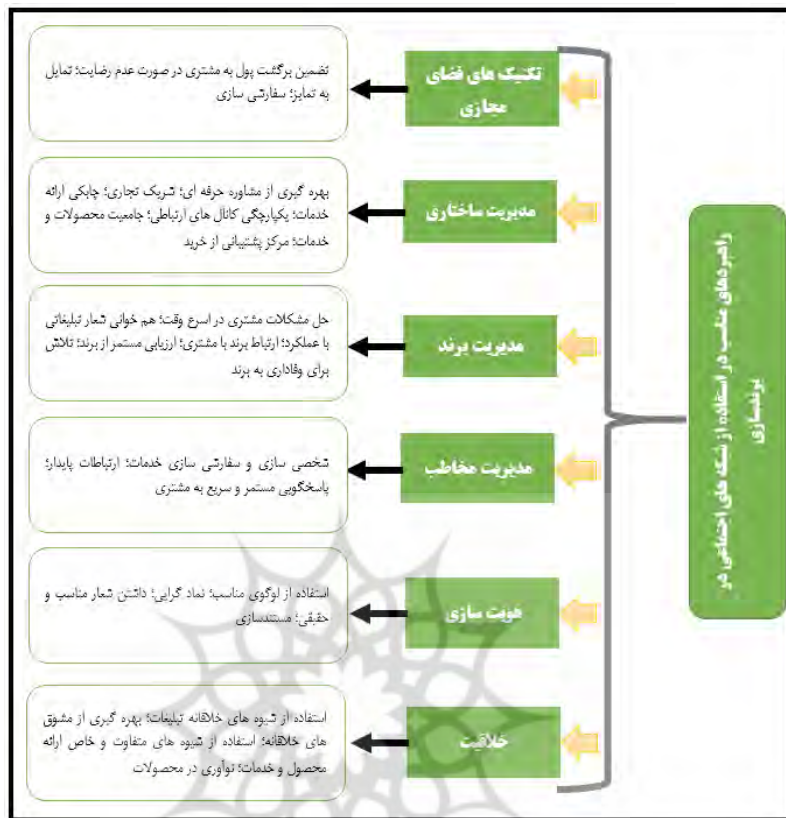 راهبردهای مناسب در استفاده از شبکه های اجتماعی در
برندسازی
تکنیک های فضای
مجازی
تضمین برگشت پول به مشتری در صورت عدم رضایت؛ تمایل
به تمایز؛ سفارشی سازی
مدیریت ساختاری
بهره گیری از مشاوره حرفه ای؛ شریک تجاری؛ چابکی ارائه
خدمات؛ یکپارچگی کانال های ارتباطی؛ جامعیت محصولات و
خدمات؛ مرکز پشتیبانی از خرید
مدیریت برند
حل مشکلات مشتری در اسرع وقت؛ هم خوانی شعار تبلیغاتی
با عملکرد؛ ارتباط برند با مشتری؛ ارزیابی مستمر از برند؛ تلاش
برای وفاداری به برند
مدیریت مخاطب
شخصی سازی و سفارشی سازی خدمات؛ ارتباطات پایدار؛
پاسخگویی مستمر و سریع به مشتری
هویت سازی
استفاده از لوگوی مناسب؛ نماد گرایی؛ داشتن شعار مناسب و
حقیقی؛ مستندسازی
خلاقیت
استفاده از شیوه های خلاقانه تبلیغات؛ بهره گیری از مشوق
های خلاقانه؛ استفاده از شیوه های متفاوت و خاص ارائه
محصول و خدمات؛ نوآوری در محصولات